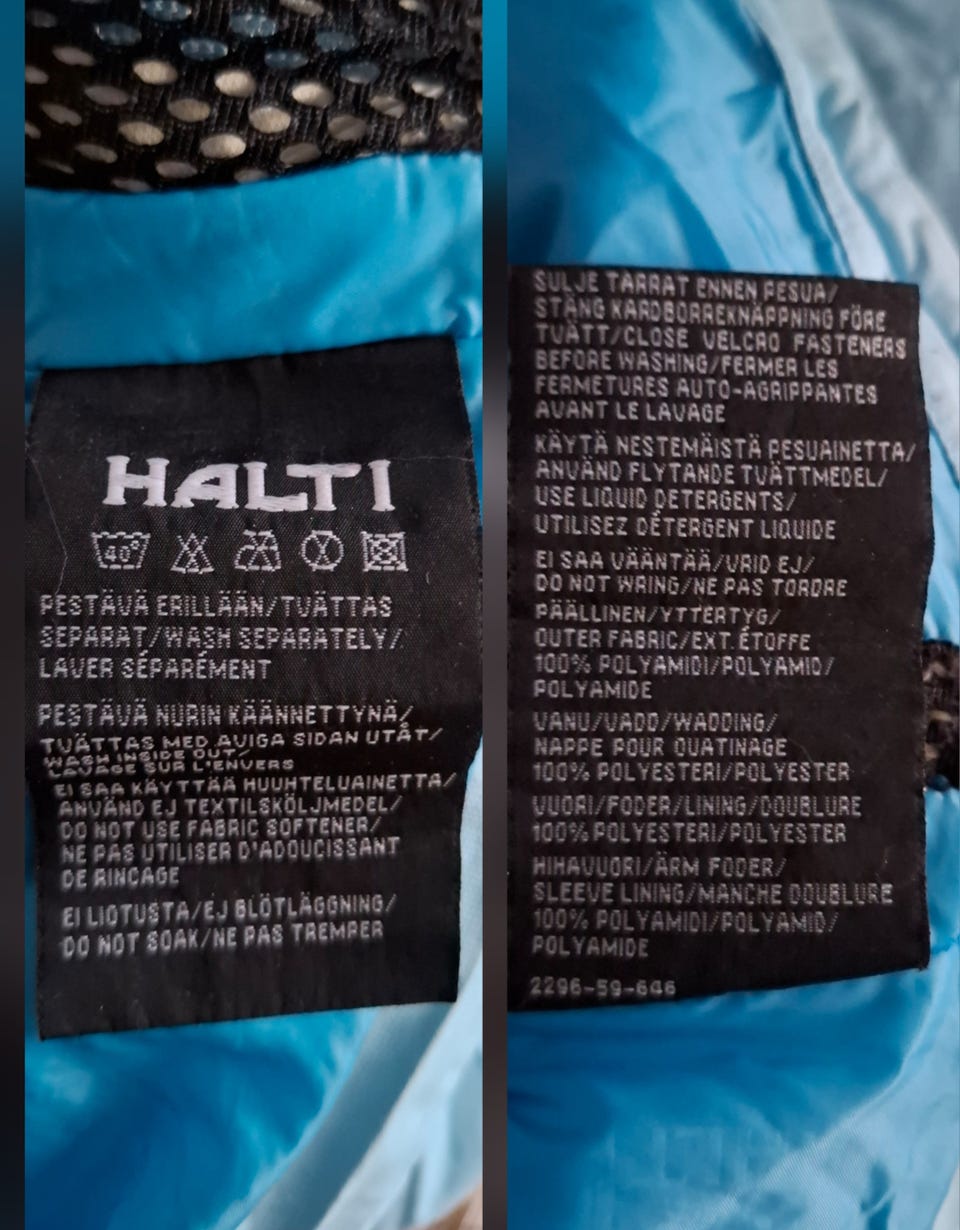 HALTI
40°
PESTÄVÄ ERILLÄÄN/TVÄTTAS
SEPARAT/WASH SEPARATELY/
LAVER SÉPARÉMENT
PESTÄVÄ NURIN KÄÄNNETTYNÄ/
TVÄTTAS MED AVIGA SIDAN UTÅT/
WASH INSIDE OUT/
LAVAGE SUR L'ENVERS
EI SAA KÄYTTÄÄ HUUHTELUAINETTA/
ANVÄND EJ TEXTILSKÖLJMEDEL/
DO NOT USE FABRIC SOFTENER/
NE PAS UTILISER D'ADOUCISSANT
DE RINCAGE
EI LIOTUSTA/EJ BLÖTLÄGGNING/
DO NOT SOAK/NE PAS TREMPER
SULJE TARRAT ENNEN PESUA/
STÄNG KARDBORREKNÄPPNING FÖRE
TVÄTT/CLOSE VELCRO FASTENERS
BEFORE WASHING/FERMER LES
FERMETURES AUTO-AGRIPPANTES
AVANT LE LAVAGE
KÄYTÄ NESTEMÄISTÄ PESUAINETTA/
ANVÄND FLYTANDE TVÄTTMEDEL/
USE LIQUID DETERGENTS/
UTILISEZ DÉTERGENT LIQUIDE
EI SAA VÄÄNTÄÄ/VRID EJ/
DO NOT WRING/NE PAS TORDRE
PÄÄLLINEN/YTTERTYG/
OUTER FABRIC/EXT.ÉTOFFE
100% POLYAMIDI/POLYAMID/
POLYAMIDE
VANU/VADD/WADDING/
NAPPE POUR OUATINAGE
100% POLYESTERI/POLYESTER
VUORI/FODER/LINING/DOUBLURE
100% POLYESTERI/POLYESTER
HIHAVUORI/ÄRM FODER/
SLEEVE LINING/MANCHE DOUBLURE
100% POLYAMIDI/POLYAMID/
POLYAMIDE
2296-59-646